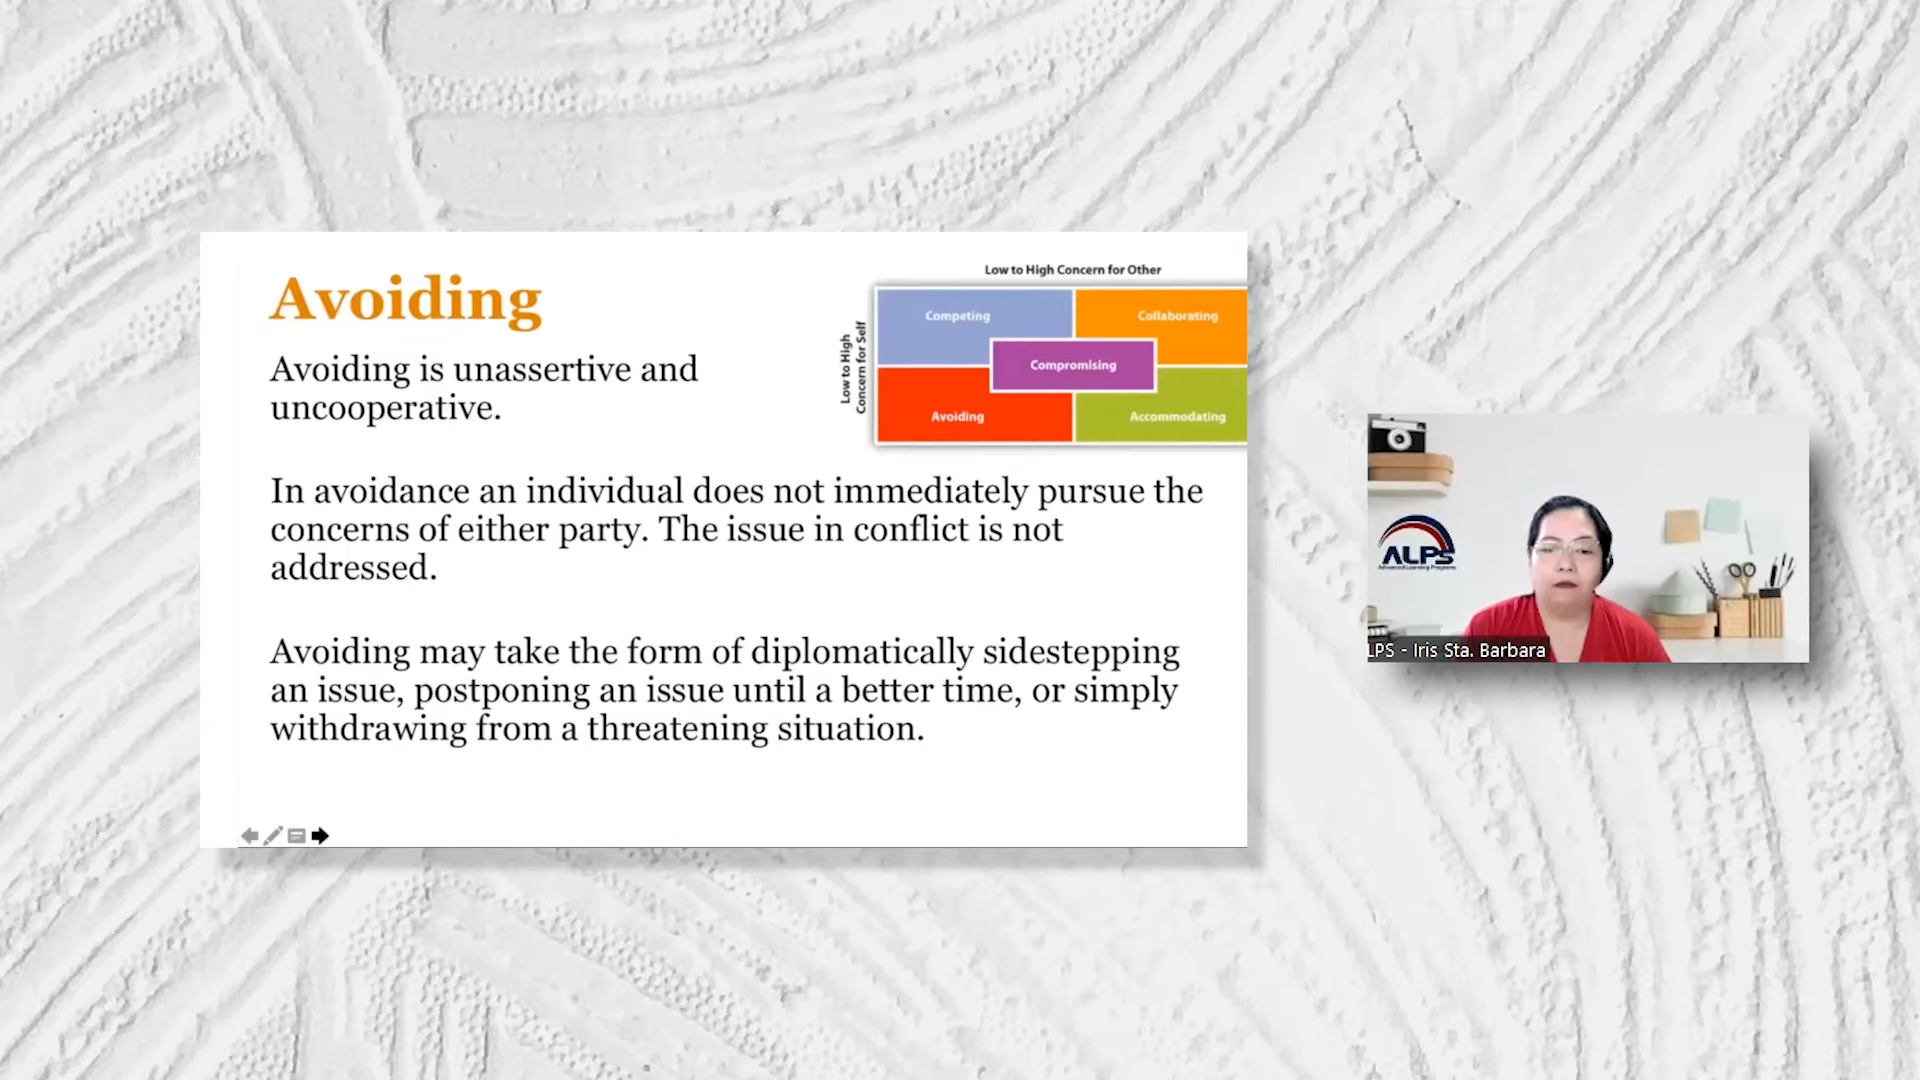 Avoiding
Avoiding is unassertive and
uncooperative.
In avoidance an individual does not immediately pursue the
concerns of either party. The issue in conflict is not
addressed.
Avoiding may take the form of diplomatically sidestepping
an issue, postponing an issue until a better time, or simply
withdrawing from a threatening situation.
Low to High Concern for Other
Low to High
Concern for Self
Competing
Collaborating
Compromising
Avoiding
Accommodating
ALPS
Advanced Learning Programs
LPS - Iris Sta. Barbara